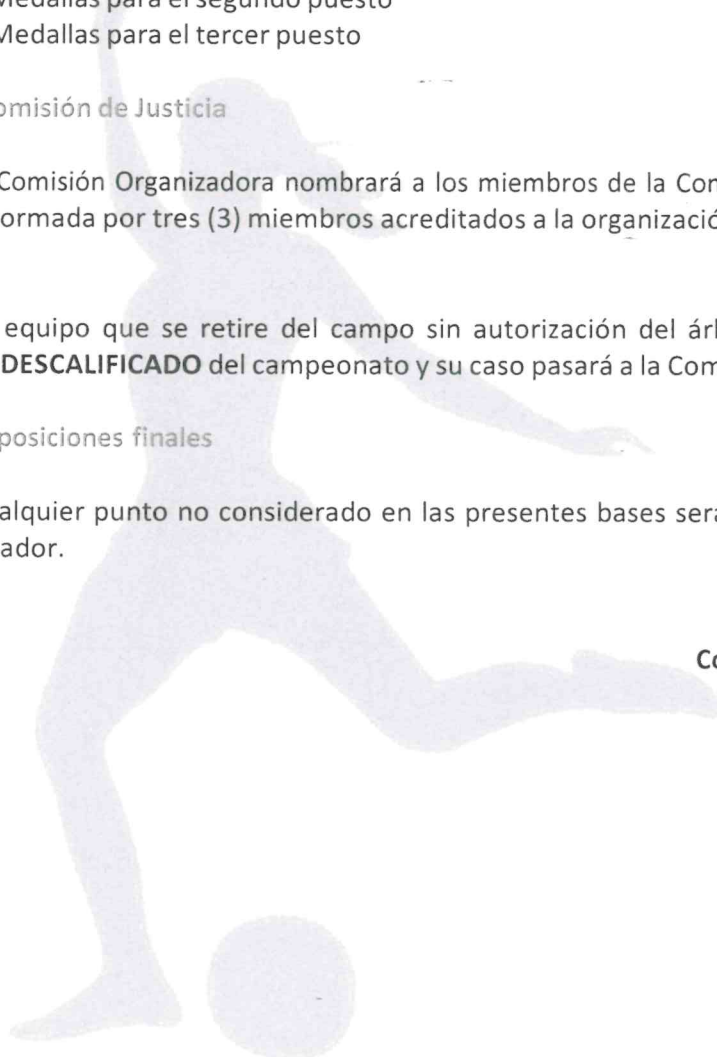 Medallas para el segundo puesto
Medallas para el tercer puesto
omisión de Justicia
Comisión Organizadora nombrará a los miembros de la Com
ormada por tres (3) miembros acreditados a la organizació
equipo que se retire del campo sin autorización del
DESCALIFICADO del campeonato y su caso pasará a la Com
posiciones finales
alquier punto no considerado en las presentes bases será
ador.
Co